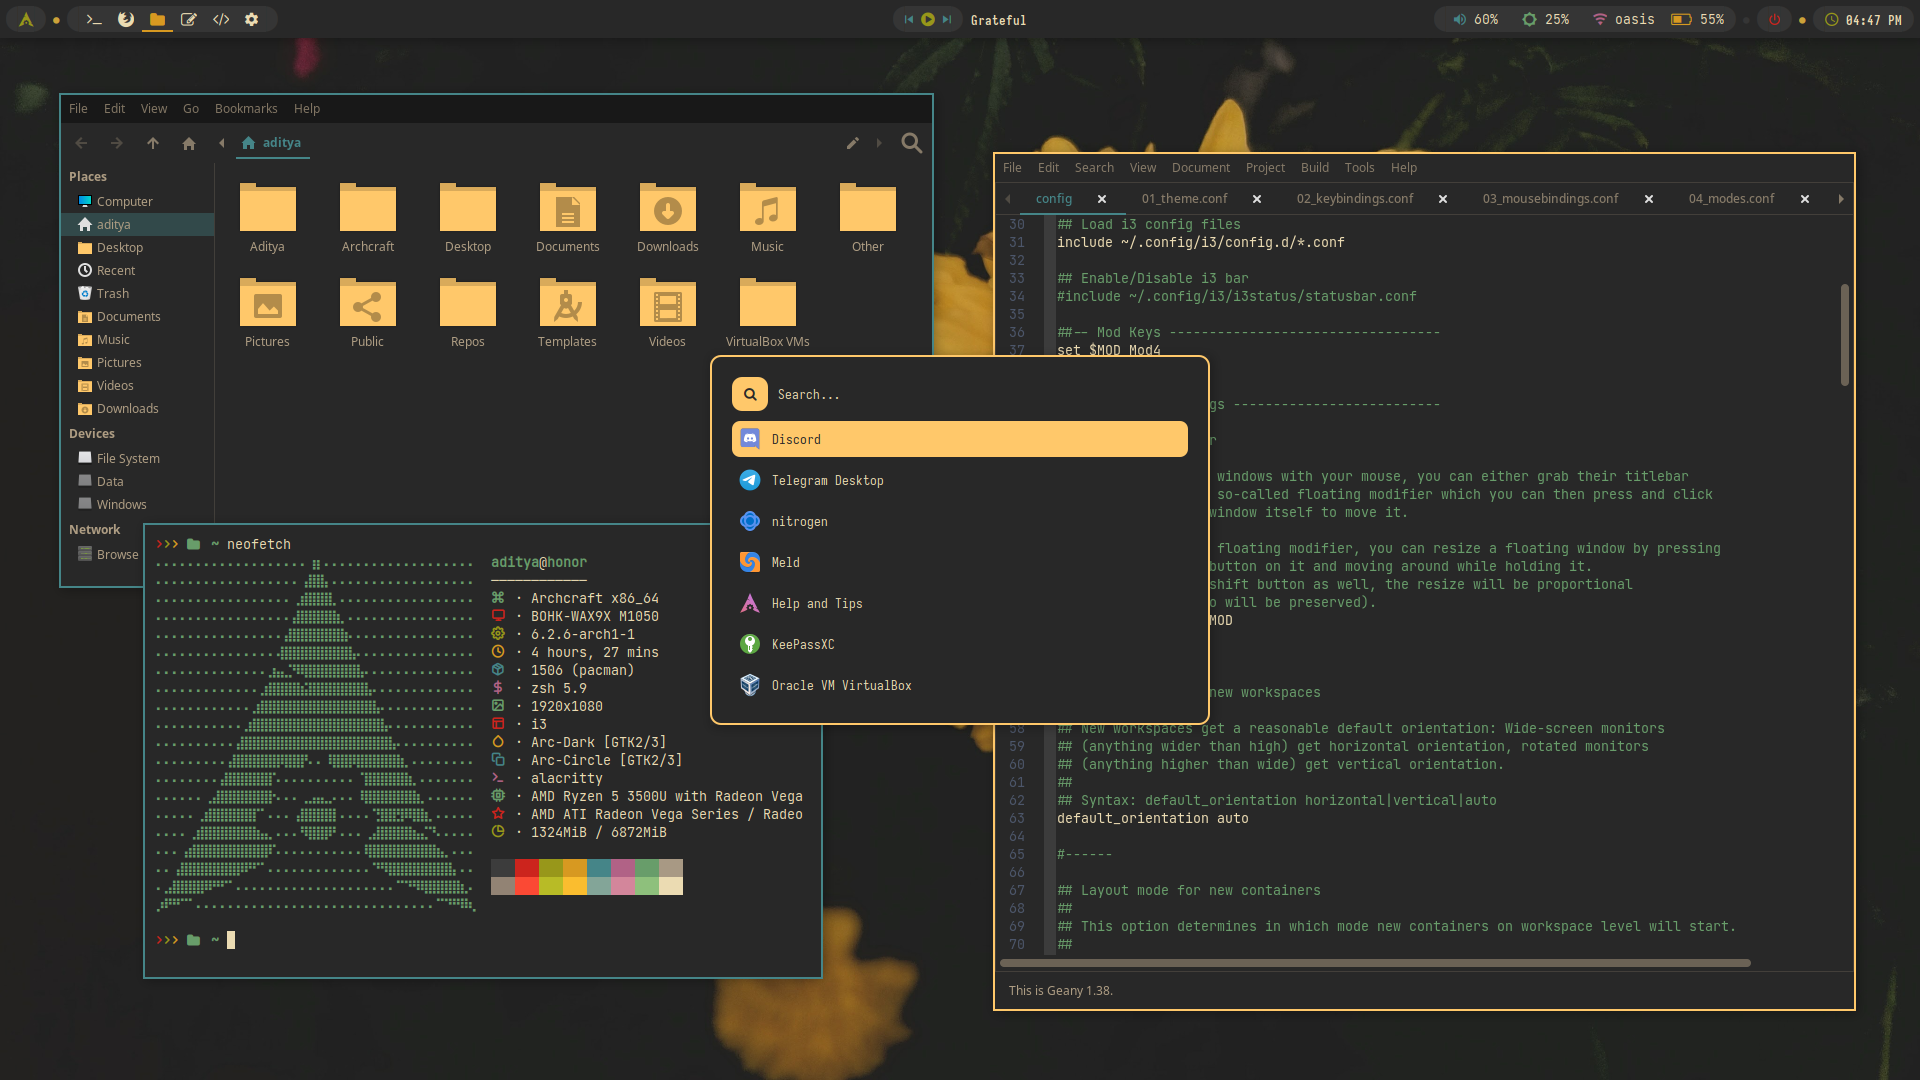 Grateful
60%
25%
oasis
55%
04:47 PM
File Edit View Go Bookmarks Help
aditya
Places
Computer
aditya
Desktop
Recent
Trash
Documents
Music
Pictures
Videos
Downloads
Devices
File System
Data
Windows
Network
Browse
Aditya Archcraft Desktop Documents Downloads Music Other
Pictures Public Repos Templates Videos VirtualBox VMs
>>> ~ neofetch
aditya@honor
· Archcraft x86_64
· BOHK-WAX9X M1050
· 6.2.6-arch1-1
· 4 hours, 27 mins
· 1506 (pacman)
· zsh 5.9
· 1920x1080
· i3
· Arc-Dark [GTK2/3]
· Arc-Circle [GTK2/3]
· alacritty
· AMD Ryzen 5 3500U with Radeon Vega
· AMD ATI Radeon Vega Series / Radeo
· 1324MiB / 6872MiB
>>> ~
Search...
Discord
Telegram Desktop
nitrogen
Meld
Help and Tips
KeePassXC
Oracle VM VirtualBox
File Edit Search View Document Project Build Tools Help
config 01_theme.conf 02_keybindings.conf 03_mousebindings.conf 04_modes.conf
30 ## Load i3 config files
31 include ~/.config/i3/config.d/*.conf
32
33 ## Enable/Disable i3 bar
34 #include ~/.config/i3/i3status/statusbar.conf
35
36 ##-- Mod Keys ----------------------------------
37 set $MOD Mod4
gs --------------------------
r
windows with your mouse, you can either grab their titlebar
so-called floating modifier which you can then press and click
window itself to move it.
floating modifier, you can resize a floating window by pressing
button on it and moving around while holding it.
shift button as well, the resize will be proportional
o will be preserved).
MOD
new workspaces
58 ## New workspaces get a reasonable default orientation: Wide-screen monitors
59 ## (anything wider than high) get horizontal orientation, rotated monitors
60 ## (anything higher than wide) get vertical orientation.
61 ##
62 ## Syntax: default_orientation horizontal|vertical|auto
63 default_orientation auto
64
65 #------
66
67 ## Layout mode for new containers
68 ##
69 ## This option determines in which mode new containers on workspace level will start.
70 ##
This is Geany 1.38.